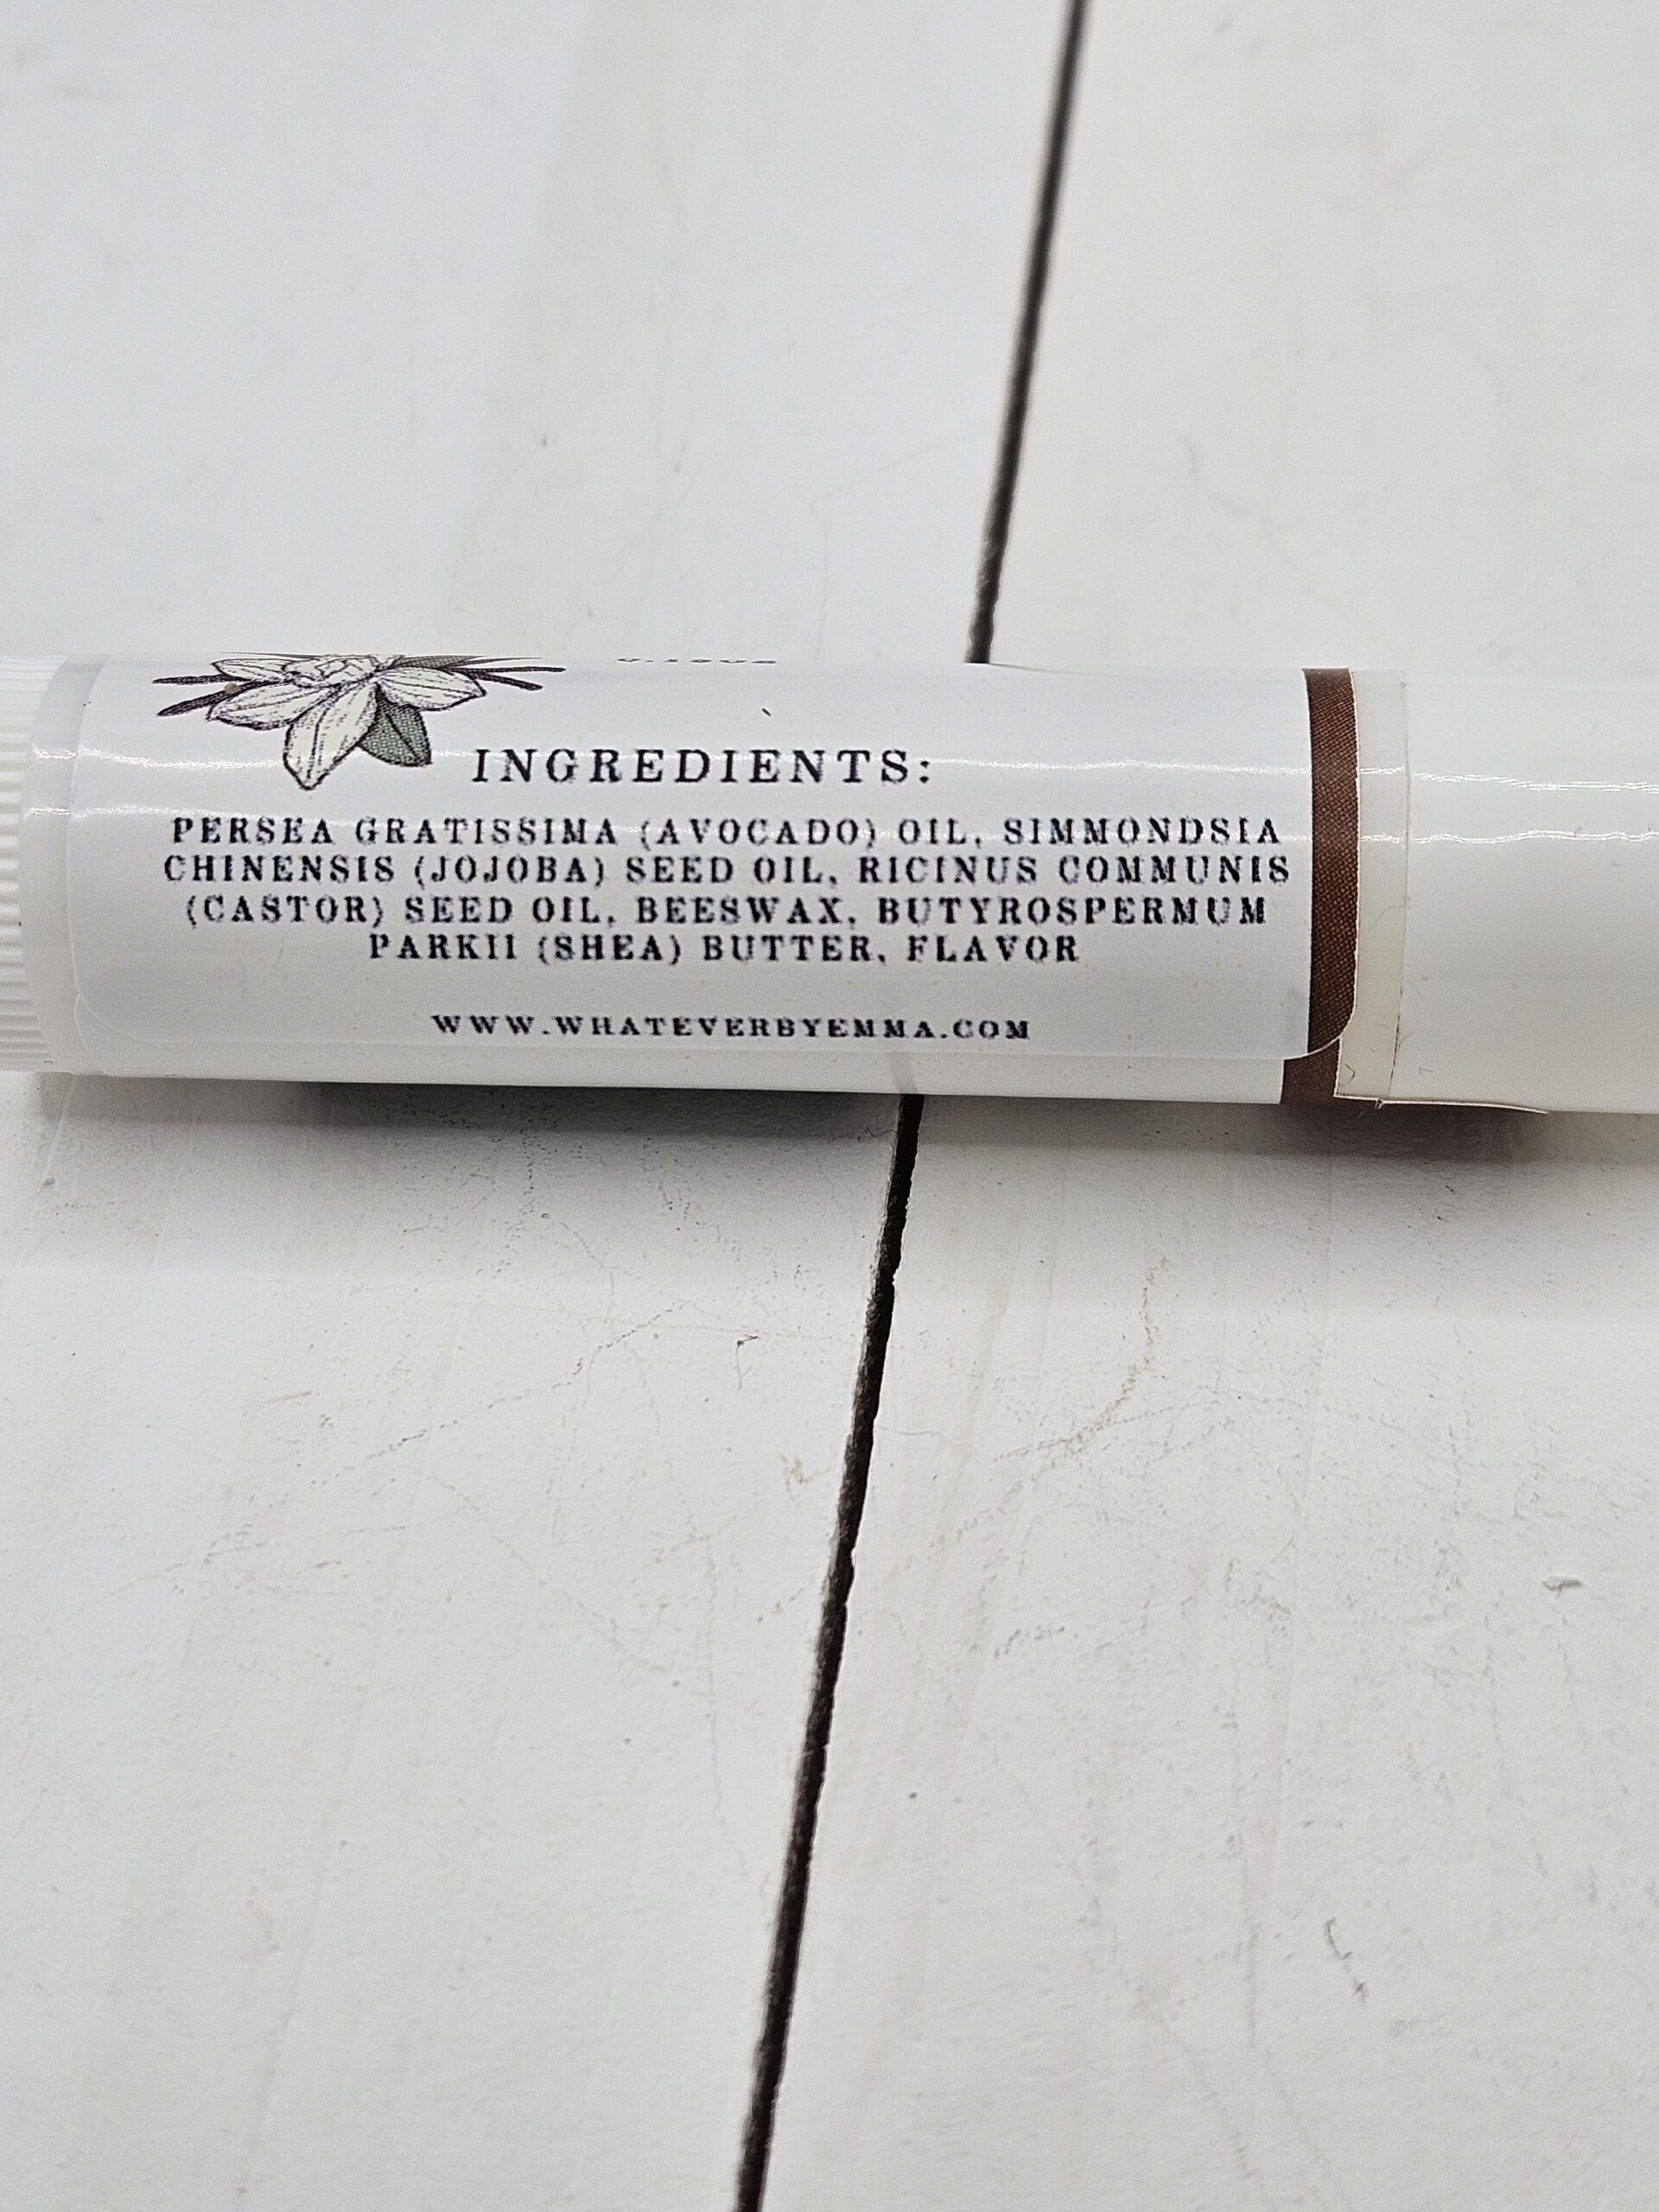 INGREDIENTS:
PERSEA GRATISSIMA (AVOCADO) OIL, SIMMONDSIA
CHINENSIS (JOJOBA) SEED OIL, RICINUS COMMUNIS
(CASTOR) SEED OIL, BEESWAX, BUTYROSPERMUM
PARKII (SHEA) BUTTER, FLAVOR
WWW.WHATEVERBYEMMA.COM